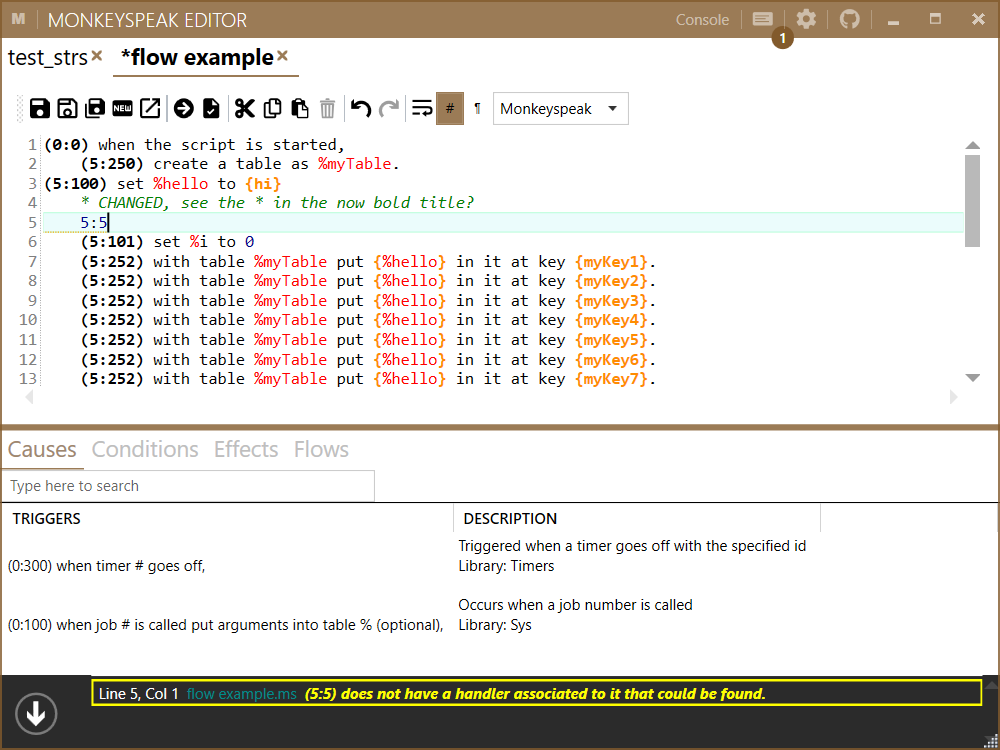 M MONKEYSPEAK EDITOR Console
1
test_strs× *flow example×
NEW # ¶ Monkeyspeak
1 (0:0) when the script is started,
2 (5:250) create a table as %myTable.
3 (5:100) set %hello to {hi}
4 * CHANGED, see the * in the now bold title?
5 5:5
6 (5:101) set %i to 0
7 (5:252) with table %myTable put {%hello} in it at key {myKey1}.
8 (5:252) with table %myTable put {%hello} in it at key {myKey2}.
9 (5:252) with table %myTable put {%hello} in it at key {myKey3}.
10 (5:252) with table %myTable put {%hello} in it at key {myKey4}.
11 (5:252) with table %myTable put {%hello} in it at key {myKey5}.
12 (5:252) with table %myTable put {%hello} in it at key {myKey6}.
13 (5:252) with table %myTable put {%hello} in it at key {myKey7}.
Causes Conditions Effects Flows
Type here to search
TRIGGERS DESCRIPTION
Triggered when a timer goes off with the specified id
(0:300) when timer # goes off, Library: Timers
Occurs when a job number is called
(0:100) when job # is called put arguments into table % (optional), Library: Sys
Line 5, Col 1 flow example.ms (5:5) does not have a handler associated to it that could be found.